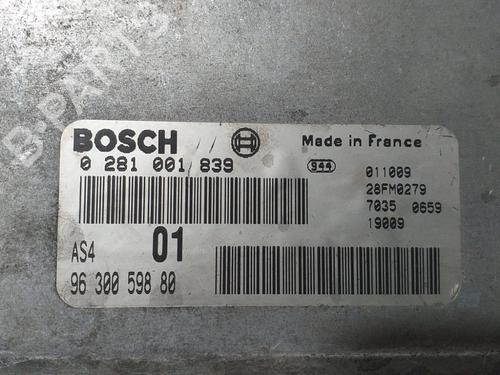 B-PARTS
BOSCH Made in France
0 281 001 839 944 011009
28FM0279
7035 0659
19009
AS4 01
96 300 598 80